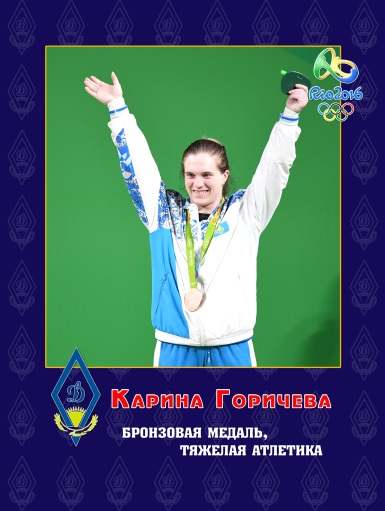 Rio2016
Д
Карина Горичева
БРОНЗОВАЯ МЕДАЛЬ,
ТЯЖЕЛАЯ АТЛЕТИКА